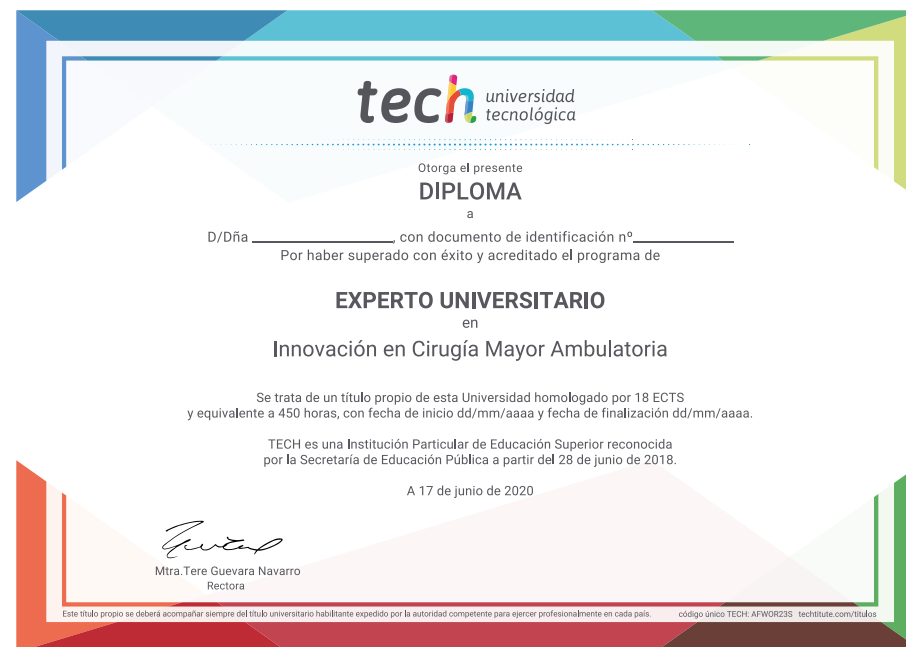 tech universidad
tecnológica
Otorga el presente
DIPLOMA
a
D/Dña ____________________, con documento de identificación nº______________
Por haber superado con éxito y acreditado el programa de
EXPERTO UNIVERSITARIO
en
Innovación en Cirugía Mayor Ambulatoria
Se trata de un título propio de esta Universidad homologado por 18 ECTS
y equivalente a 450 horas, con fecha de inicio dd/mm/aaaa y fecha de finalización dd/mm/aaaa.
TECH es una Institución Particular de Educación Superior reconocida
por la Secretaría de Educación Pública a partir del 28 de junio de 2018.
A 17 de junio de 2020
Mtra.Tere Guevara Navarro
Rectora
Este título propio se deberá acompañar siempre del título universitario habilitante expedido por la autoridad competente para ejercer profesionalmente en cada país. código único TECH: AFWOR23S techtitute.com/titulos